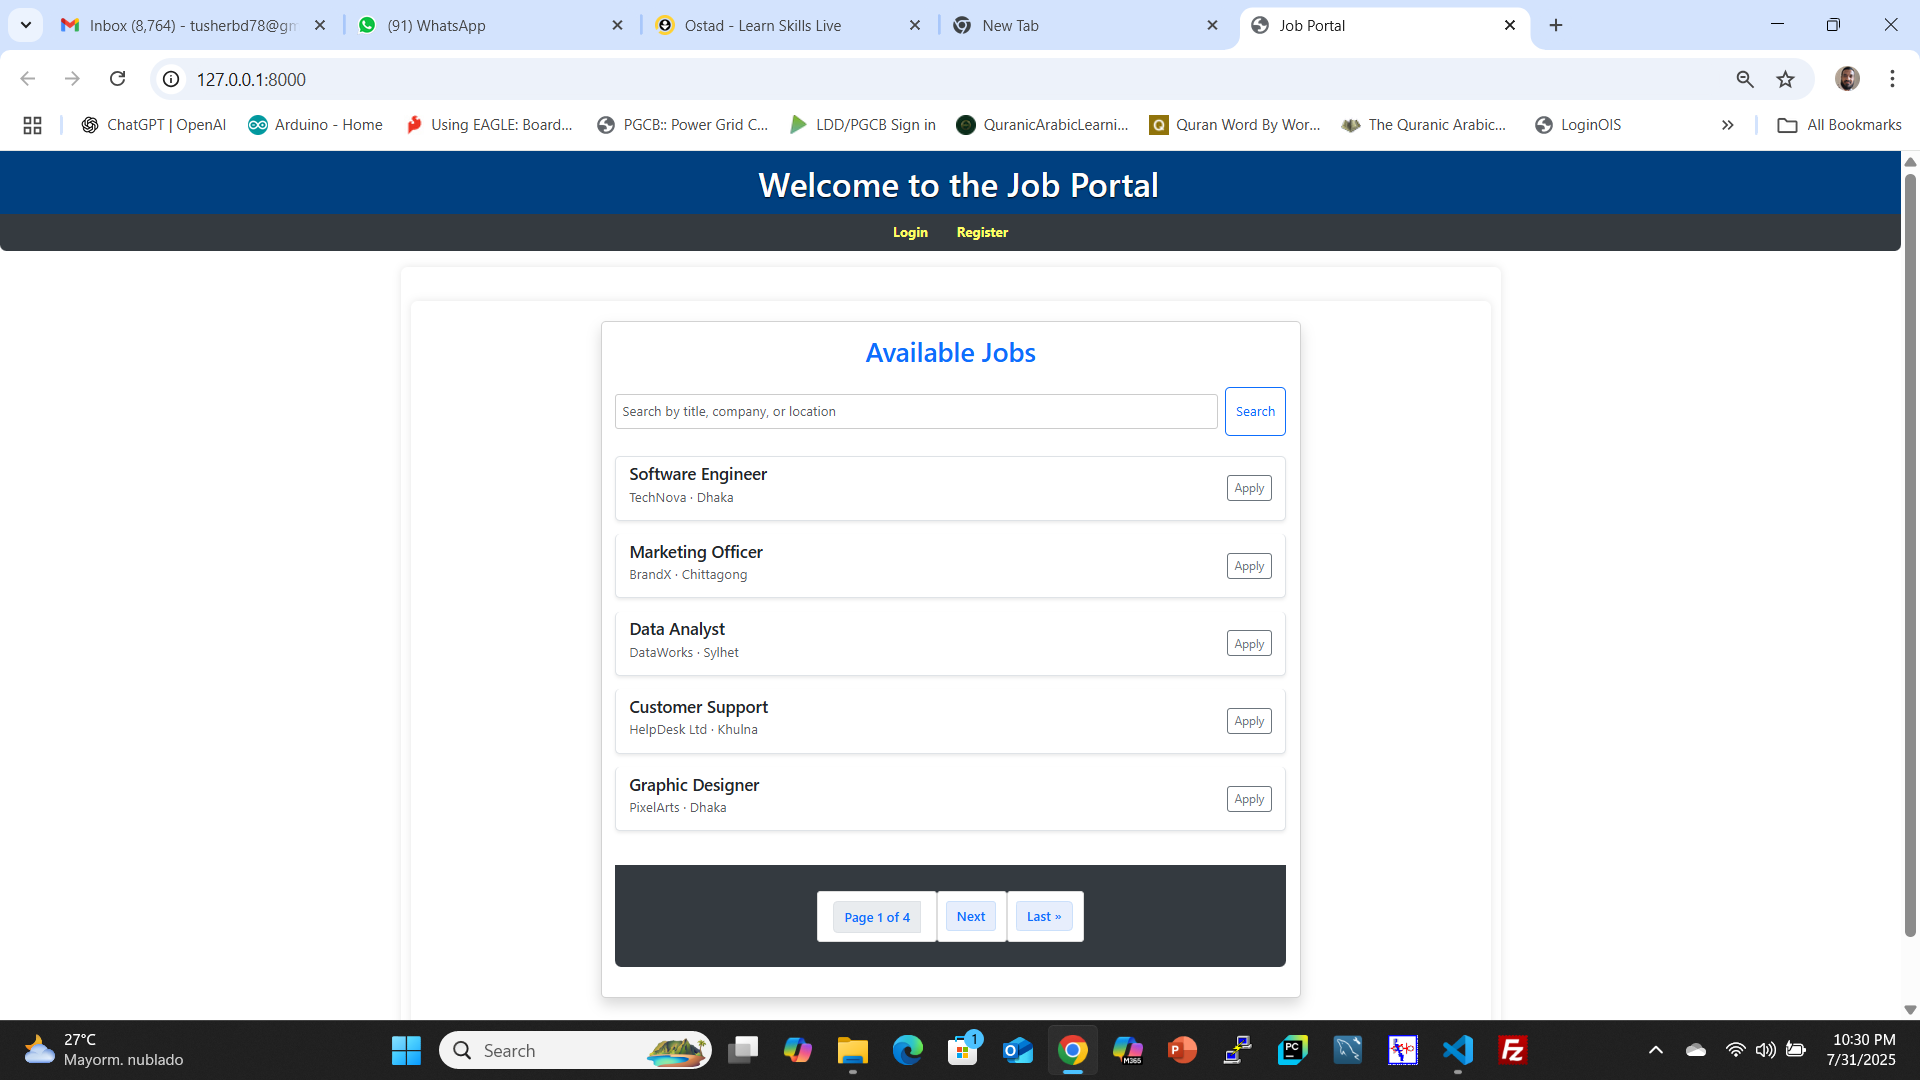 Inbox (8,764) - tusherbd78@gm
(91) WhatsApp
Ostad - Learn Skills Live
New Tab
Job Portal
127.0.0.1:8000
ChatGPT | OpenAI
Arduino - Home
Using EAGLE: Board...
PGCB:: Power Grid C...
LDD/PGCB Sign in
QuranicArabicLearni...
Quran Word By Wor...
The Quranic Arabic...
LoginOIS
All Bookmarks
Welcome to the Job Portal
Login
Register
Available Jobs
Search by title, company, or location
Search
Software Engineer
TechNova · Dhaka
Apply
Marketing Officer
BrandX · Chittagong
Apply
Data Analyst
DataWorks · Sylhet
Apply
Customer Support
HelpDesk Ltd · Khulna
Apply
Graphic Designer
PixelArts · Dhaka
Apply
Page 1 of 4
Next
Last »
27°C
Mayorm. nublado
Search
1
M365
PC
10:30 PM
7/31/2025